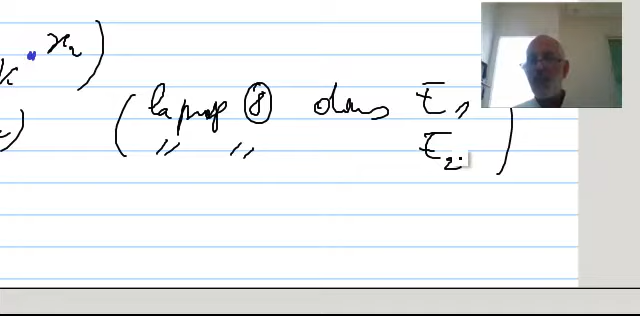 . x₂)
(la prop ⑧ dans E₁
" " E₂.)